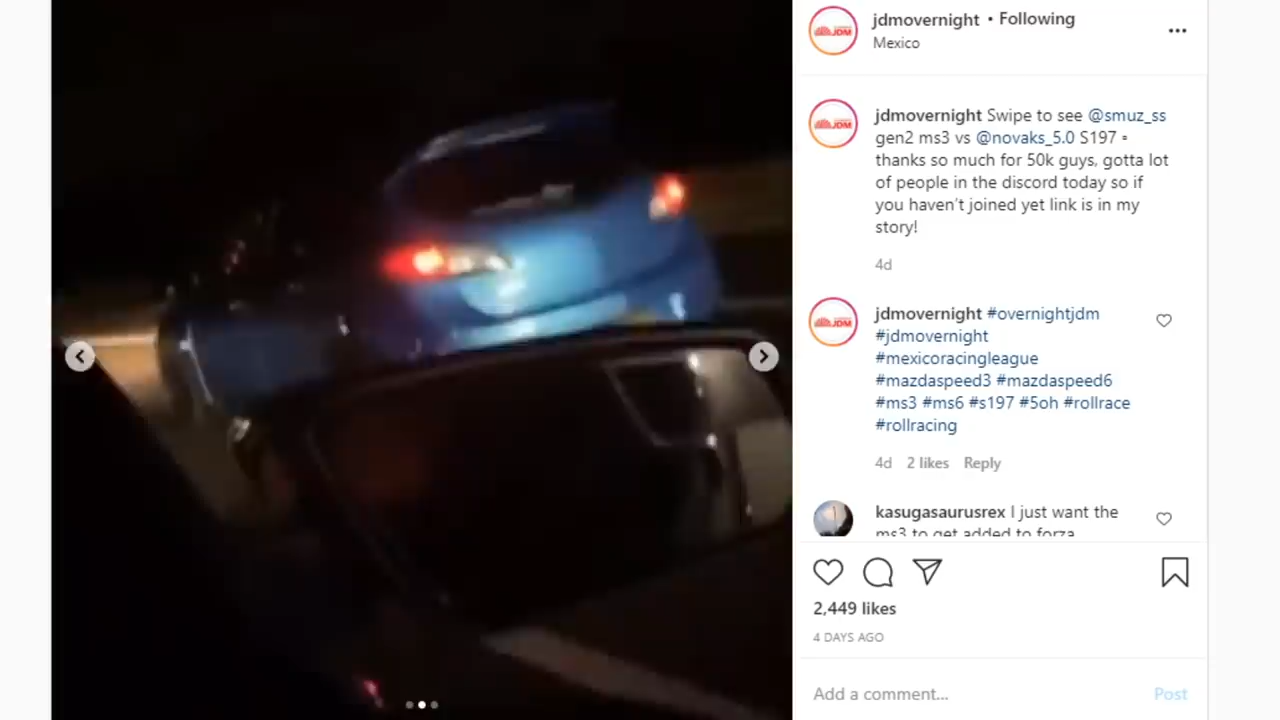 jdmovernight • Following
Mexico
jdmovernight Swipe to see @smuz_ss
gen2 ms3 vs @novaks_5.0 S197 ▫
thanks so much for 50k guys, gotta lot
of people in the discord today so if
you haven't joined yet link is in my
story!
4d
jdmovernight #overnightjdm
#jdmovernight
#mexicoracingleague
#mazdaspeed3 #mazdaspeed6
#ms3 #ms6 #s197 #5oh #rollrace
#rollracing
4d 2 likes Reply
kasugasaurusrex I just want the
ms3 to get added to forza
2,449 likes
4 DAYS AGO
Add a comment... Post